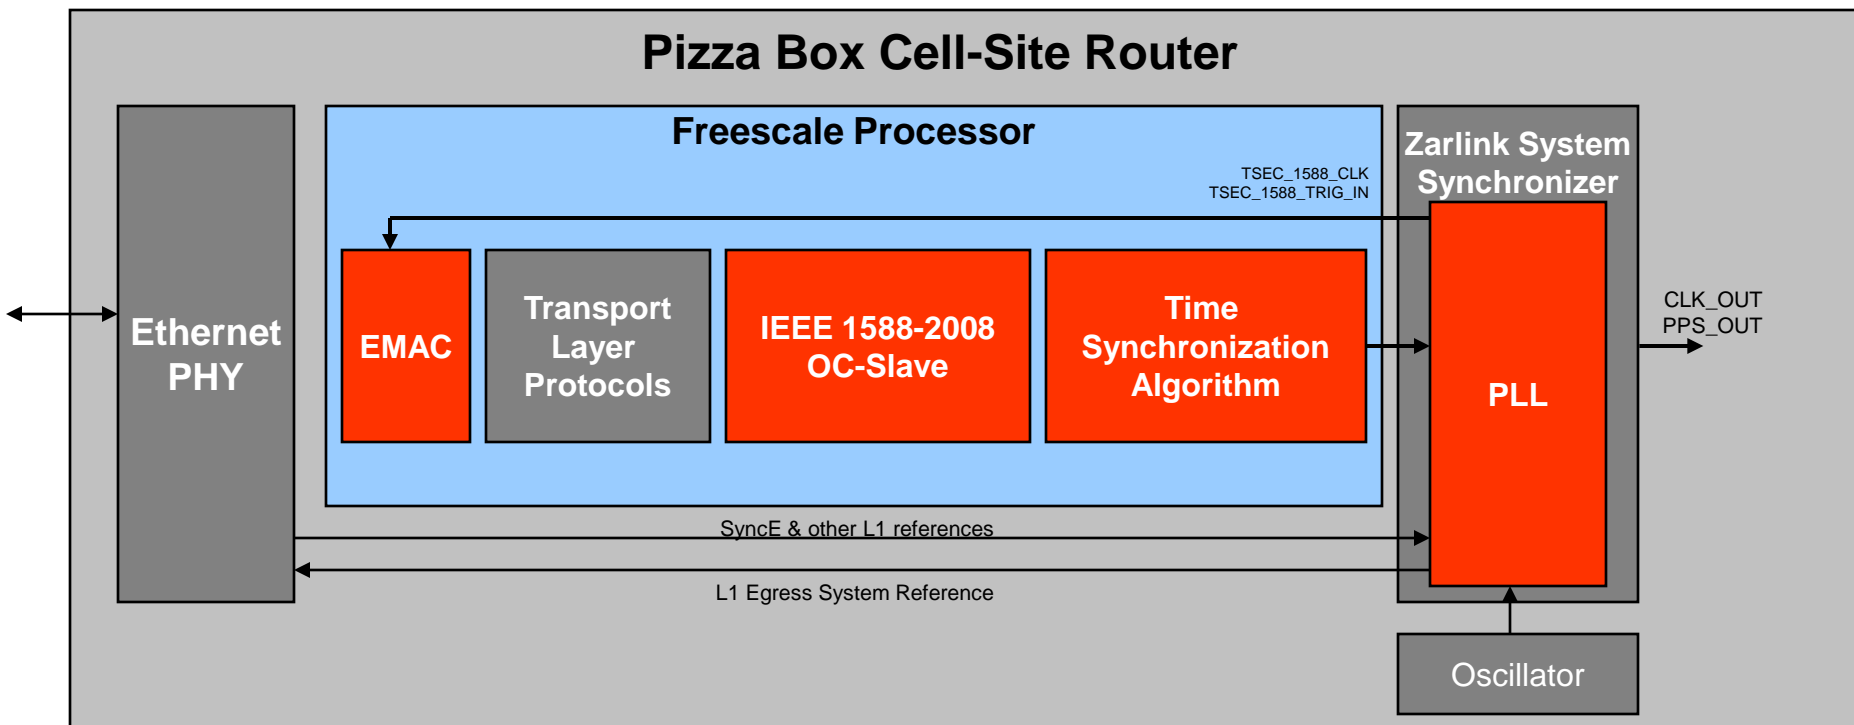 Pizza Box Cell-Site Router
Freescale Processor
Zarlink System
Synchronizer
TSEC_1588_CLK
TSEC_1588_TRIG_IN
Ethernet
PHY
EMAC
Transport
Layer
Protocols
IEEE 1588-2008
OC-Slave
Time
Synchronization
Algorithm
PLL
CLK_OUT
PPS_OUT
SyncE & other L1 references
L1 Egress System Reference
Oscillator